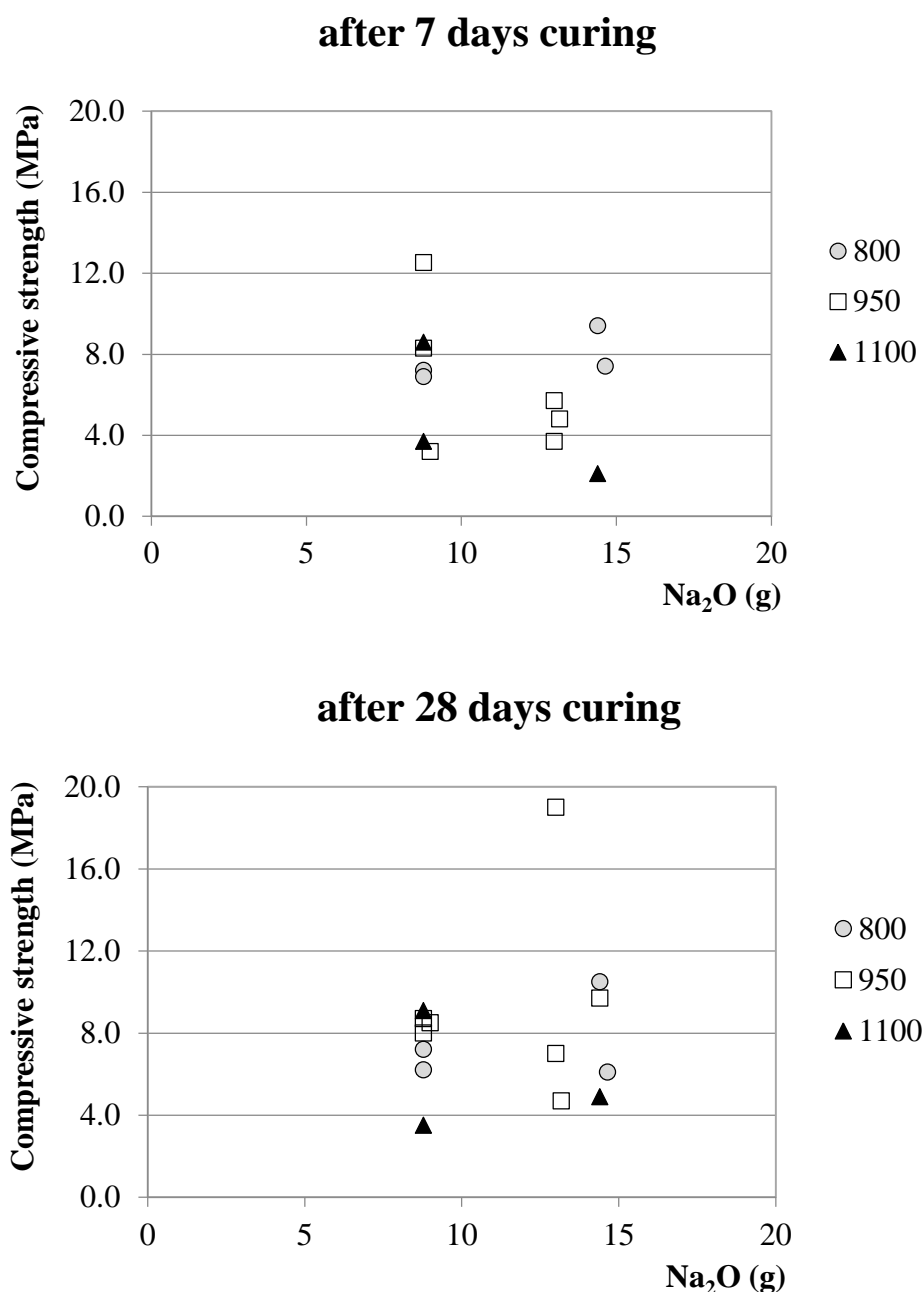 after 7 days curing
Compressive strength (MPa)
20.0
16.0
12.0
8.0
4.0
0.0
0 5 10 15 20
Na₂O (g)
800
950
1100
after 28 days curing
Compressive strength (MPa)
20.0
16.0
12.0
8.0
4.0
0.0
0 5 10 15 20
Na₂O (g)
800
950
1100